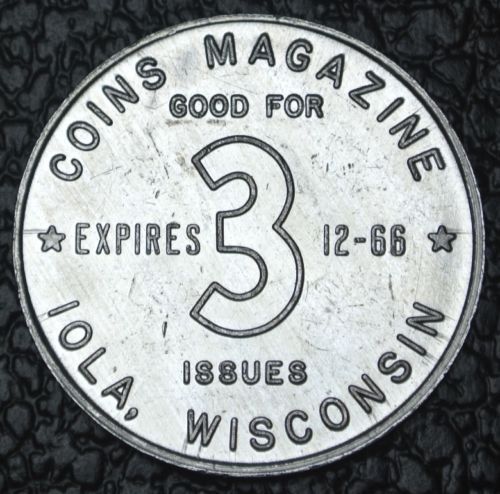 COINS MAGAZINE
GOOD FOR
3
EXPIRES 12-66
ISSUES
IOLA, WISCONSIN